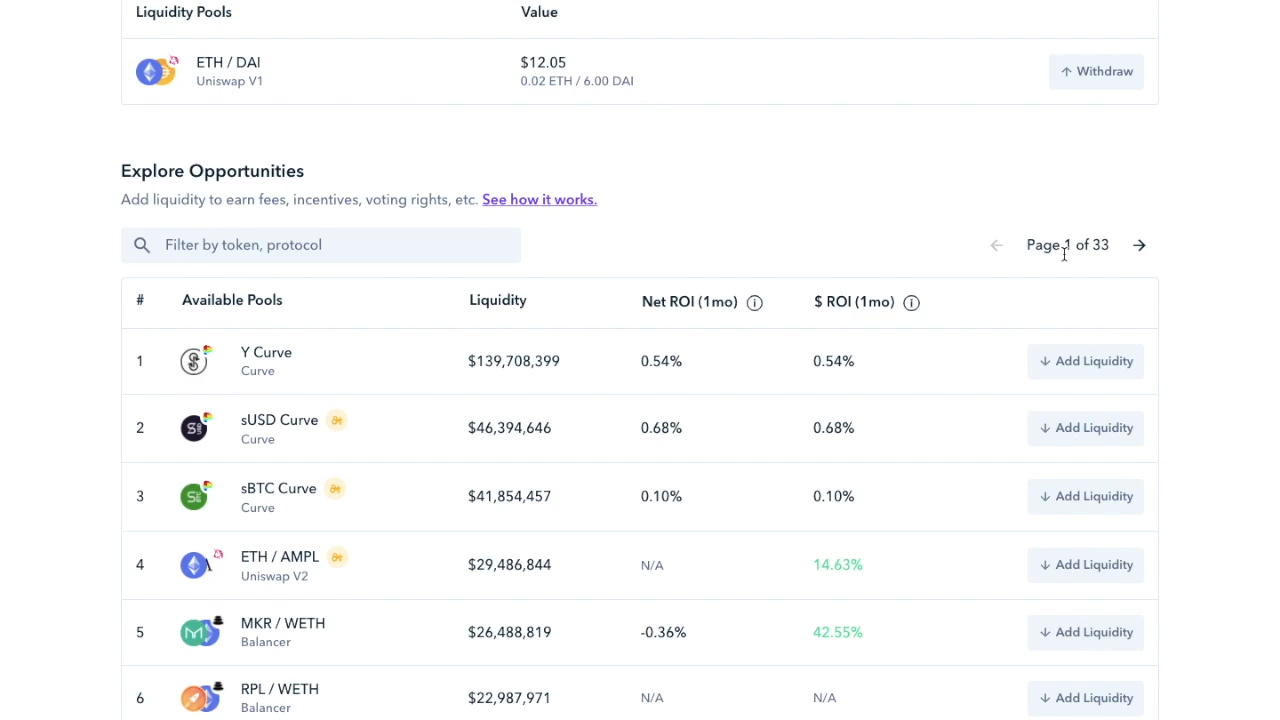 Liquidity Pools Value
ETH / DAI $12.05
Uniswap V1 0.02 ETH / 6.00 DAI
Withdraw
Explore Opportunities
Add liquidity to earn fees, incentives, voting rights, etc. See how it works.
Filter by token, protocol Page 1 of 33
# Available Pools Liquidity Net ROI (1mo) $ ROI (1mo)
1 Y Curve $139,708,399 0.54% 0.54% Add Liquidity
Curve
2 sUSD Curve $46,394,646 0.68% 0.68% Add Liquidity
Curve
3 sBTC Curve $41,854,457 0.10% 0.10% Add Liquidity
Curve
4 ETH / AMPL $29,486,844 N/A 14.63% Add Liquidity
Uniswap V2
5 MKR / WETH $26,488,819 -0.36% 42.55% Add Liquidity
Balancer
6 RPL / WETH $22,987,971 N/A N/A Add Liquidity
Balancer